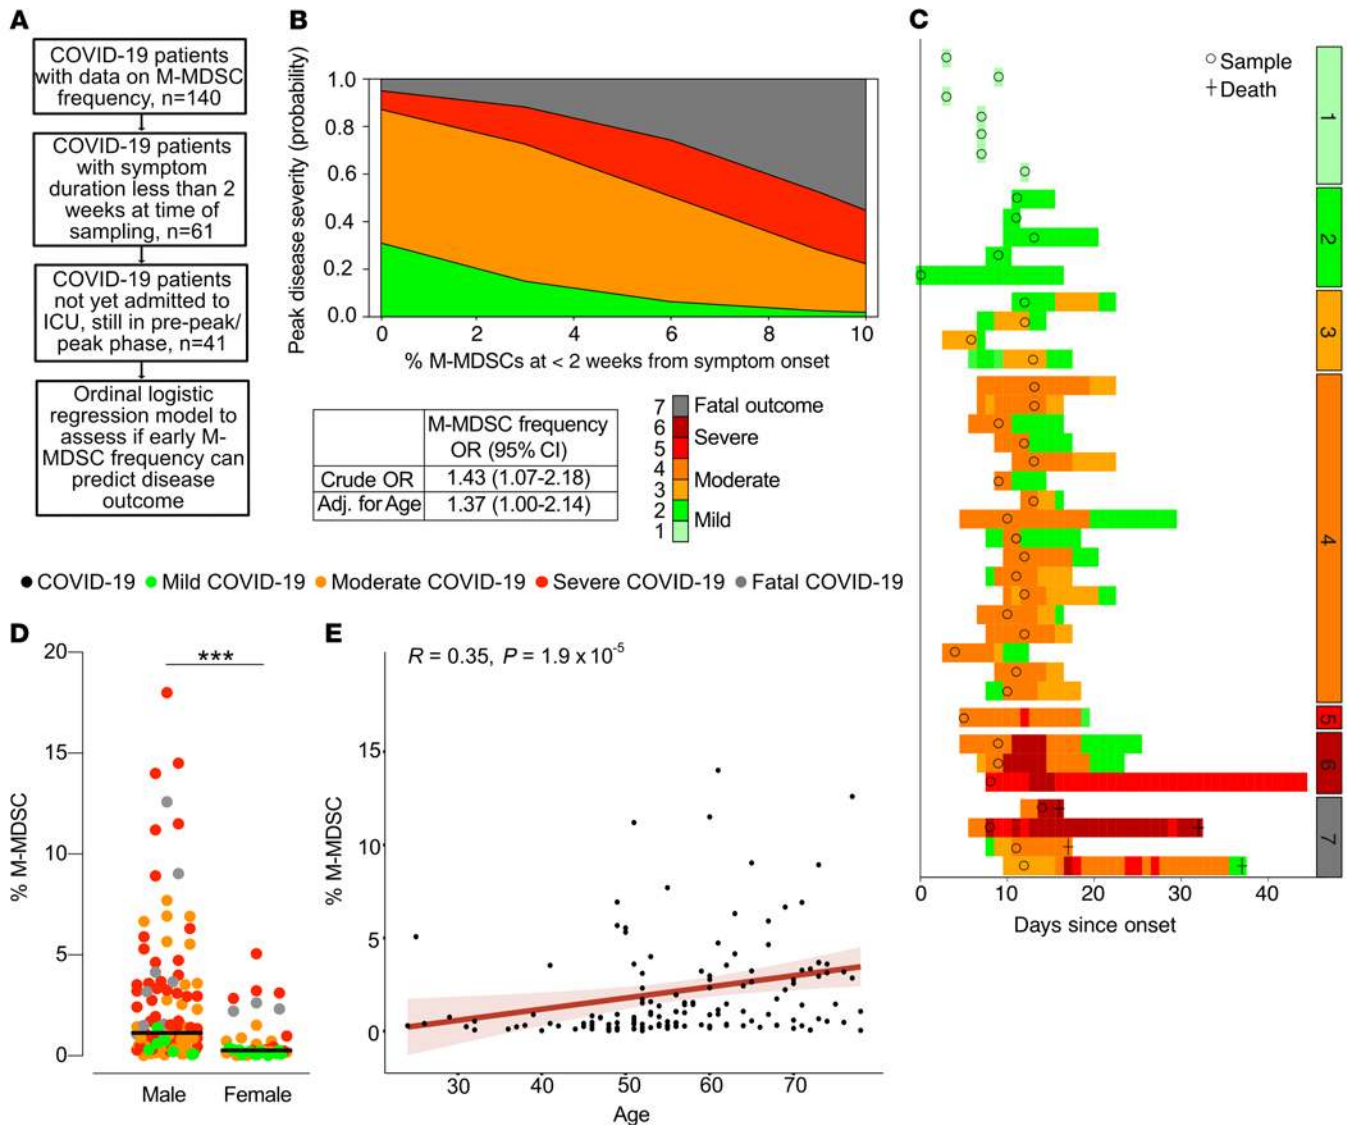 A
COVID-19 patients
with data on M-MDSC
frequency, n=140
COVID-19 patients
with symptom
duration less than 2
weeks at time of
sampling, n=61
COVID-19 patients
not yet admitted to
ICU, still in pre-peak/
peak phase, n=41
Ordinal logistic
regression model to
assess if early M-
MDSC frequency can
predict disease
outcome
B
Peak disease severity (probability)
1.0
0.8
0.6
0.4
0.2
0.0
0 2 4 6 8 10
% M-MDSCs at < 2 weeks from symptom onset
M-MDSC frequency
OR (95% CI)
Crude OR 1.43 (1.07-2.18)
Adj. for Age 1.37 (1.00-2.14)
7 Fatal outcome
6
Severe
5
4
Moderate
3
2
Mild
1
C
○ Sample
† Death
1
2
3
4
5
6
7
0 10 20 30 40
Days since onset
● COVID-19 ● Mild COVID-19 ● Moderate COVID-19 ● Severe COVID-19 ● Fatal COVID-19
D
% M-MDSC
20
15
10
5
0
***
Male Female
E
R = 0.35, P = 1.9 x 10-5
% M-MDSC
15
10
5
0
30 40 50 60 70
Age